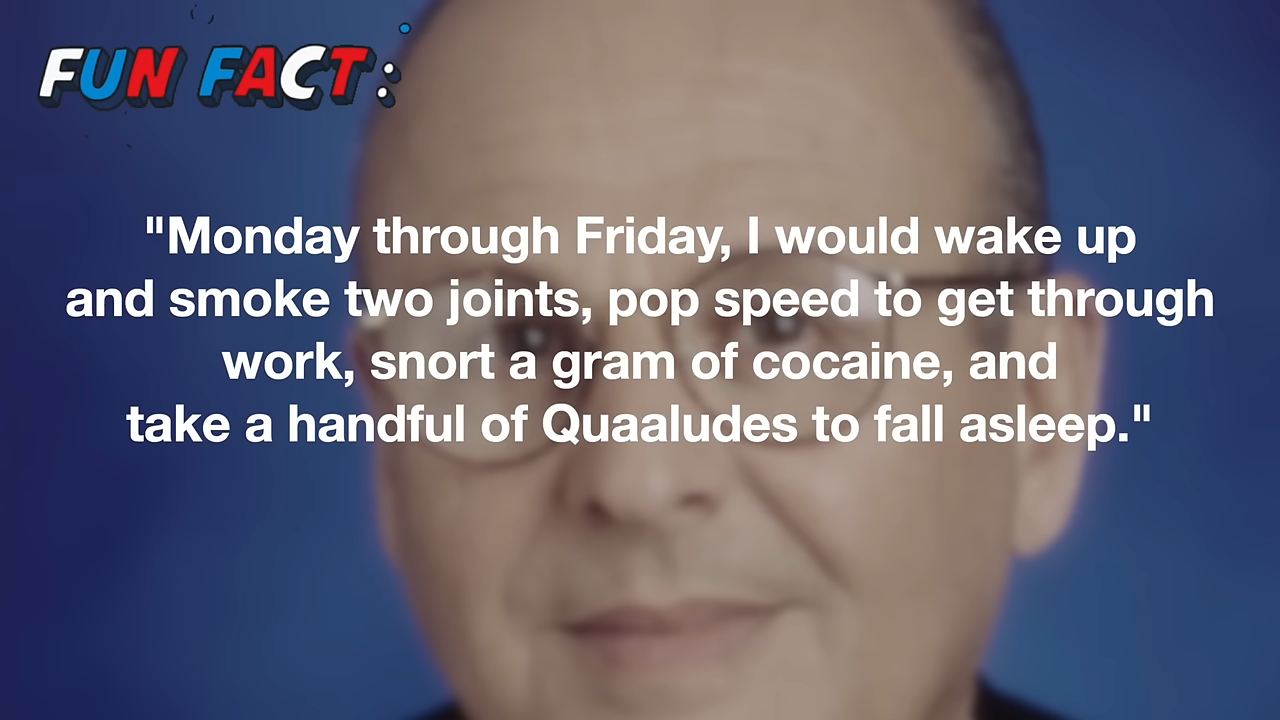 FUN FACT:
"Monday through Friday, I would wake up
and smoke two joints, pop speed to get through
work, snort a gram of cocaine, and
take a handful of Quaaludes to fall asleep."